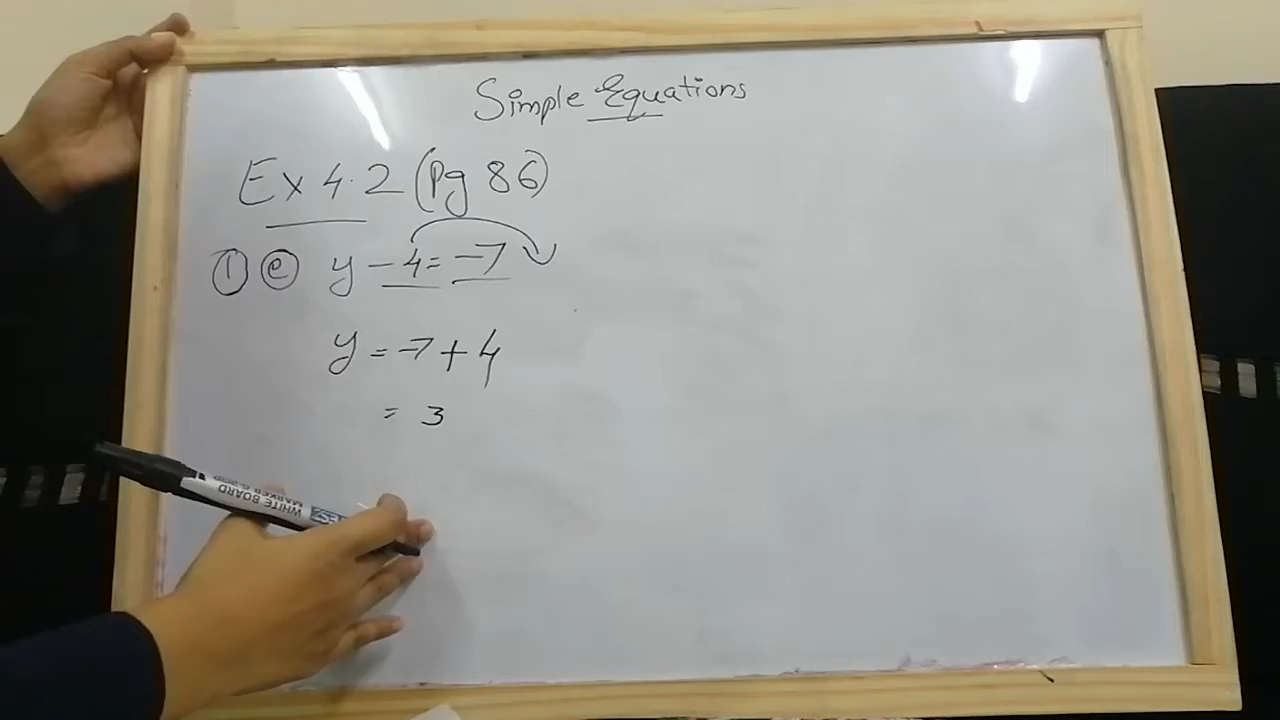 Simple Equations
Ex 4.2 (Pg 86)
① ⓔ y - 4 = -7
y = -7 + 4
= 3
WHITE BOARD